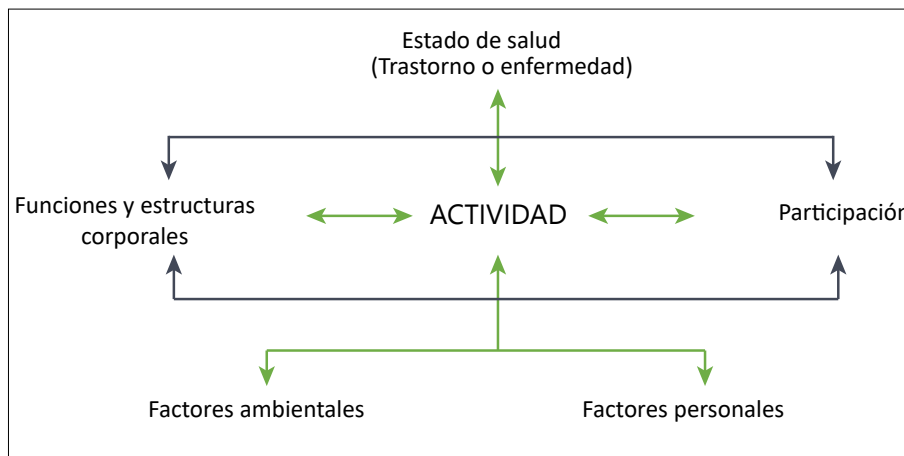 Estado de salud
(Trastorno o enfermedad)
Funciones y estructuras
corporales
ACTIVIDAD
Participación
Factores ambientales
Factores personales